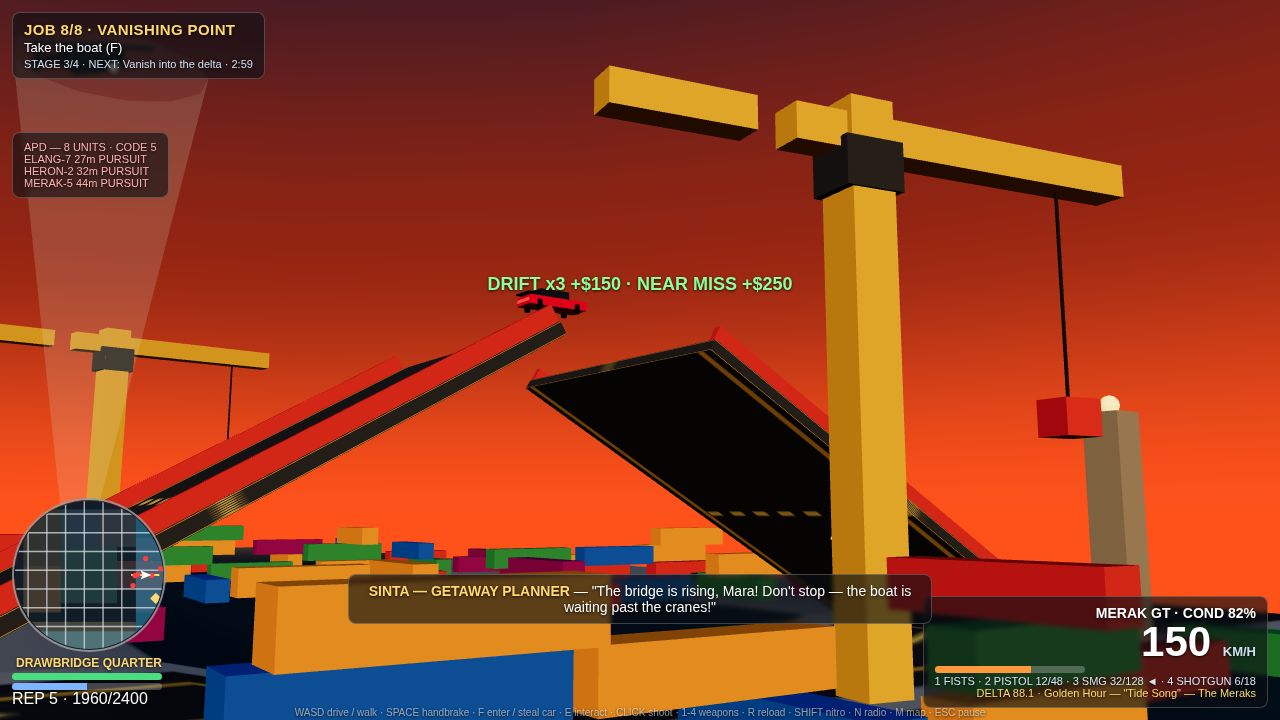 JOB 8/8 · VANISHING POINT
Take the boat (F)
STAGE 3/4 · NEXT: Vanish into the delta · 2:59
APD — 8 UNITS · CODE 5
ELANG-7 27m PURSUIT
HERON-2 32m PURSUIT
MERAK-5 44m PURSUIT
DRIFT x3 +$150 · NEAR MISS +$250
SINTA — GETAWAY PLANNER — "The bridge is rising, Mara! Don't stop — the boat is
waiting past the cranes!"
DRAWBRIDGE QUARTER
REP 5 · 1960/2400
MERAK GT · COND 82%
150 KM/H
1 FISTS · 2 PISTOL 12/48 · 3 SMG 32/128 ◄ · 4 SHOTGUN 6/18
DELTA 88.1 · Golden Hour — "Tide Song" — The Meraks
WASD drive / walk · SPACE handbrake · F enter / steal car · E interact · CLICK shoot · 1-4 weapons · R reload · SHIFT nitro · N radio · M map · ESC pause